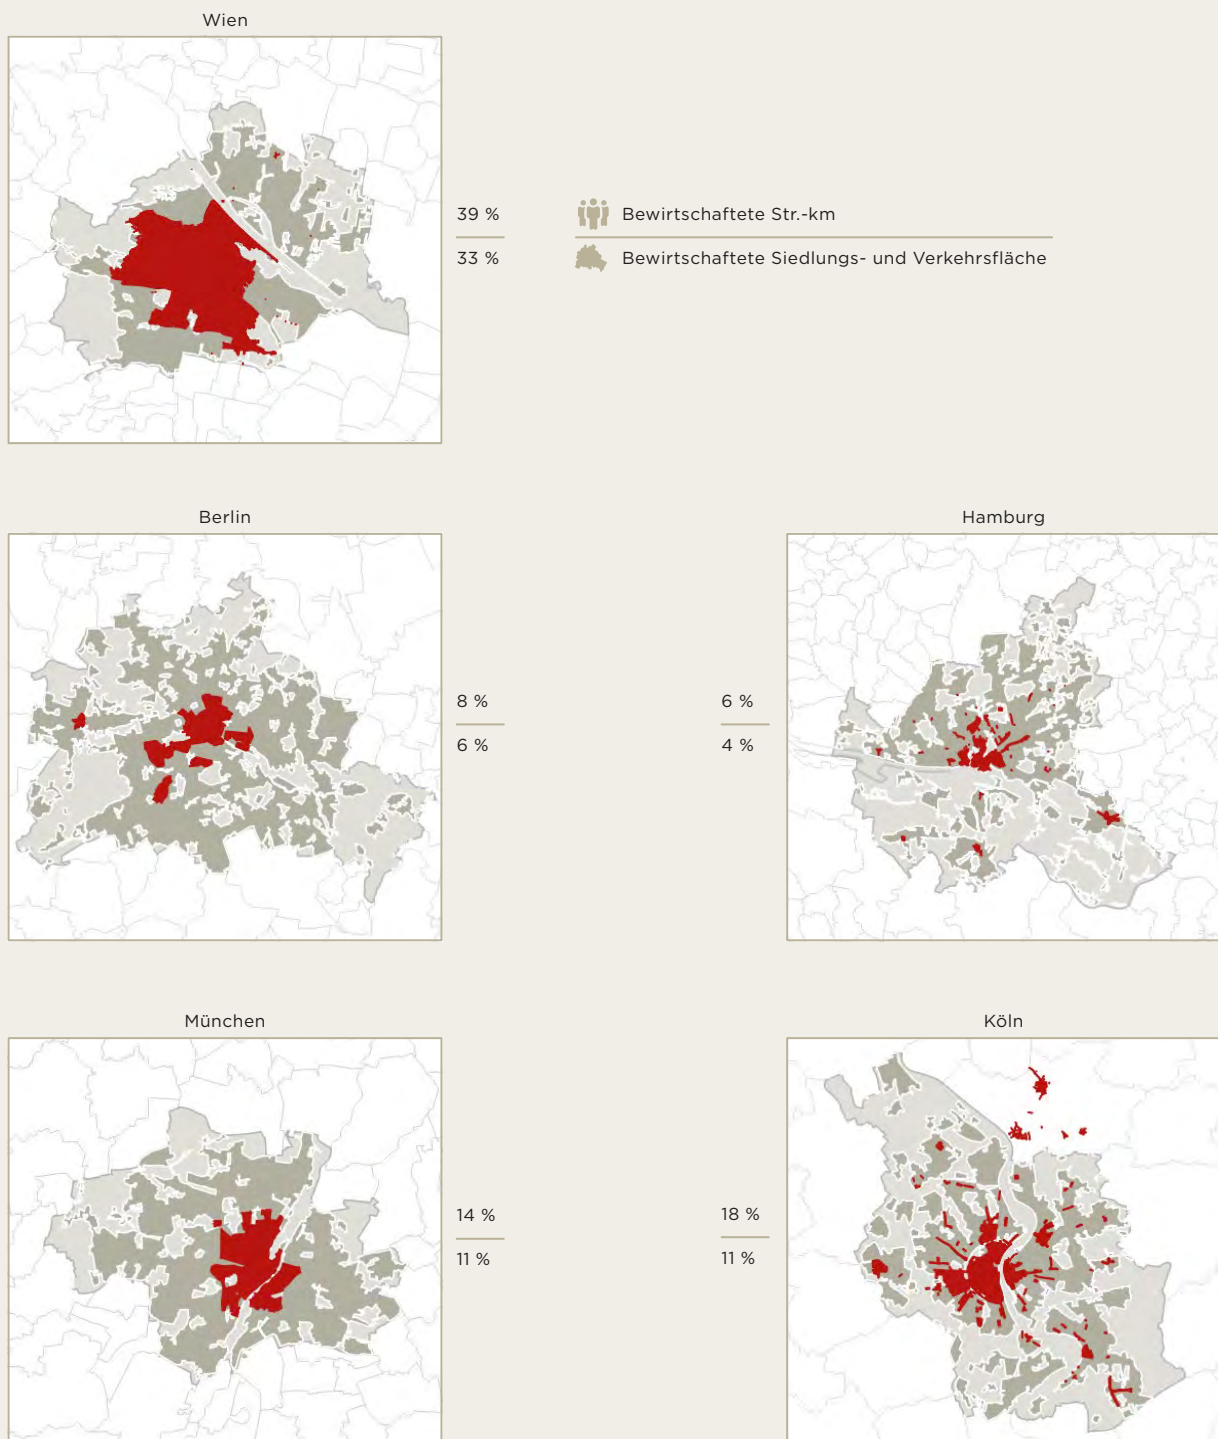 Wien
39 %
Bewirtschaftete Str.-km
33 %
Bewirtschaftete Siedlungs- und Verkehrsfläche
Berlin
8 %
6 %
Hamburg
6 %
4 %
München
14 %
11 %
Köln
18 %
11 %